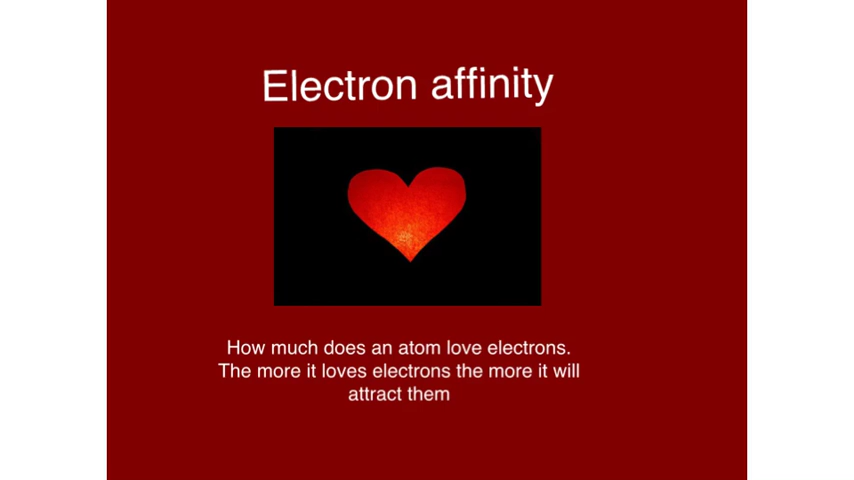 Electron affinity
How much does an atom love electrons.
The more it loves electrons the more it will
attract them